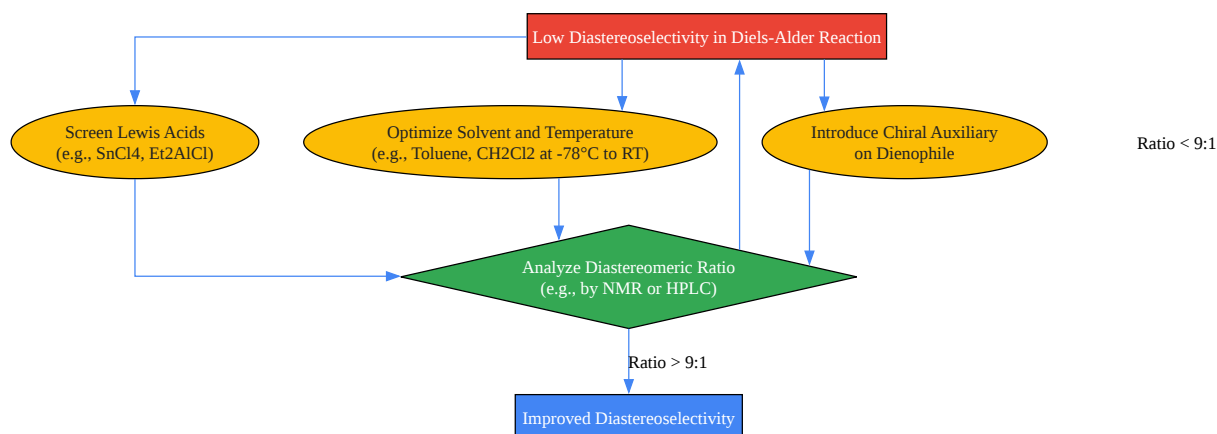 Low Diastereoselectivity in Diels-Alder Reaction
Screen Lewis Acids
(e.g., SnCl4, Et2AlCl)
Optimize Solvent and Temperature
(e.g., Toluene, CH2Cl2 at -78°C to RT)
Introduce Chiral Auxiliary
on Dienophile
Ratio < 9:1
Analyze Diastereomeric Ratio
(e.g., by NMR or HPLC)
Ratio > 9:1
Improved Diastereoselectivity